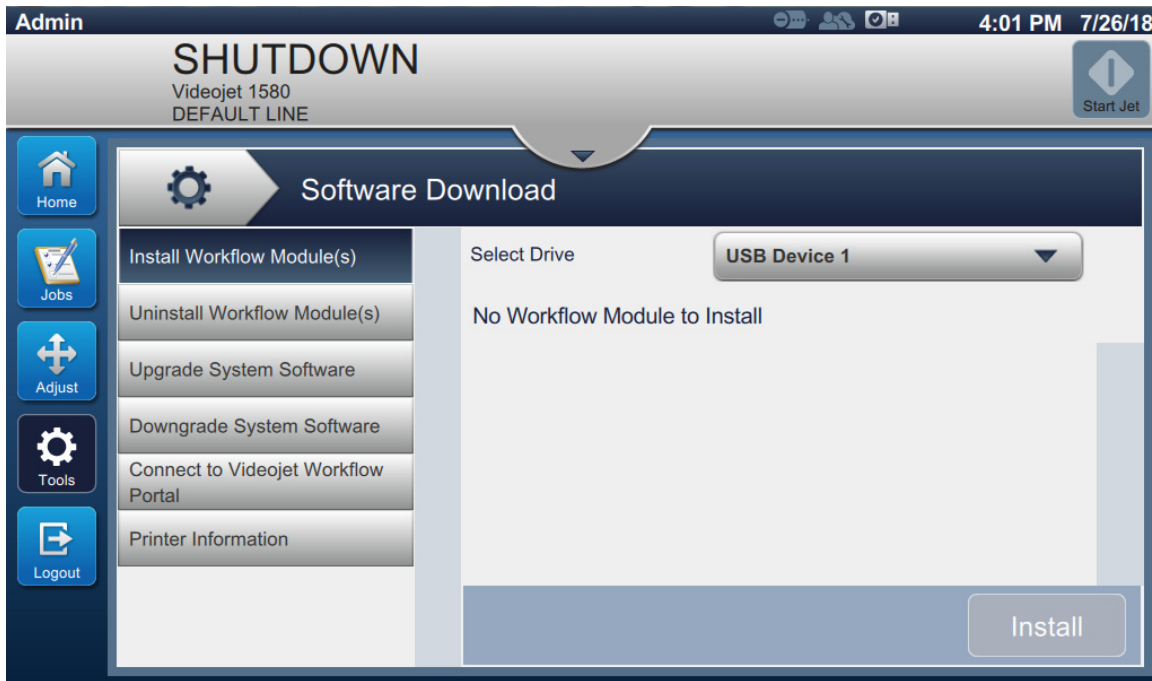 Admin
4:01 PM 7/26/18
SHUTDOWN
Videojet 1580
DEFAULT LINE
Start Jet
Home
Jobs
Adjust
Tools
Logout
Software Download
Install Workflow Module(s)
Uninstall Workflow Module(s)
Upgrade System Software
Downgrade System Software
Connect to Videojet Workflow
Portal
Printer Information
Select Drive
USB Device 1
No Workflow Module to Install
Install